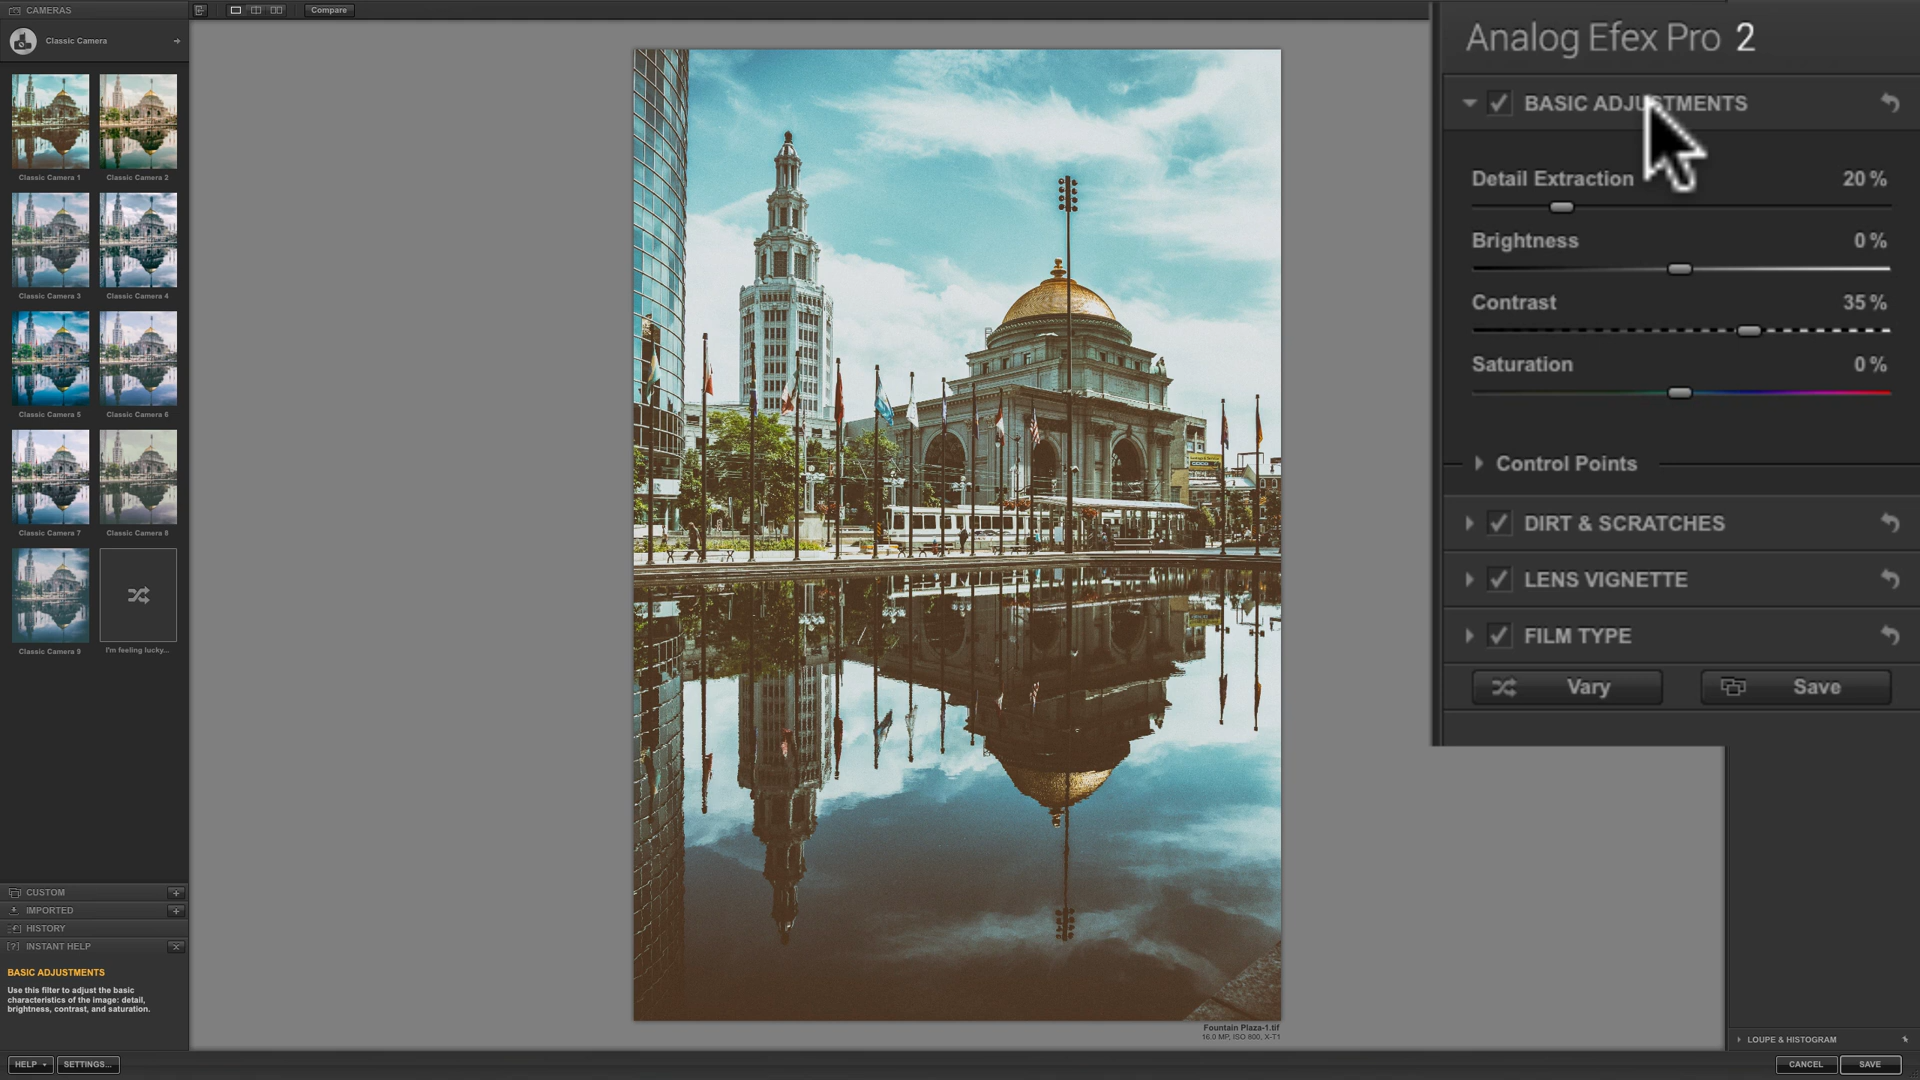 CAMERAS
Compare
Classic Camera
Classic Camera 1
Classic Camera 2
Classic Camera 3
Classic Camera 4
Classic Camera 5
Classic Camera 6
Classic Camera 7
Classic Camera 8
Classic Camera 9
I'm feeling lucky...
CUSTOM
IMPORTED
HISTORY
[?] INSTANT HELP
BASIC ADJUSTMENTS
Use this filter to adjust the basic
characteristics of the image: detail,
brightness, contrast, and saturation.
HELP
SETTINGS...
Fountain Plaza-1.tif
16.0 MP, ISO 800, X-T1
Analog Efex Pro 2
BASIC ADJUSTMENTS
Detail Extraction 20 %
Brightness 0 %
Contrast 35 %
Saturation 0 %
Control Points
DIRT & SCRATCHES
LENS VIGNETTE
FILM TYPE
Vary Save
LOUPE & HISTOGRAM
CANCEL
SAVE